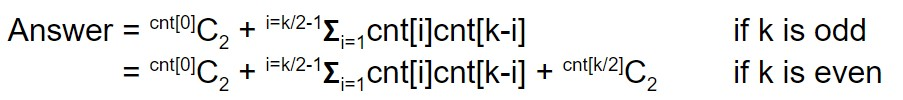 Answer = ᶜⁿᵗ[⁰]C₂ + ⁱ⁼ᵏ/²⁻¹Σᵢ₌₁cnt[i]cnt[k-i] if k is odd
= ᶜⁿᵗ[⁰]C₂ + ⁱ⁼ᵏ/²⁻¹Σᵢ₌₁cnt[i]cnt[k-i] + ᶜⁿᵗ[ᵏ/²]C₂ if k is even